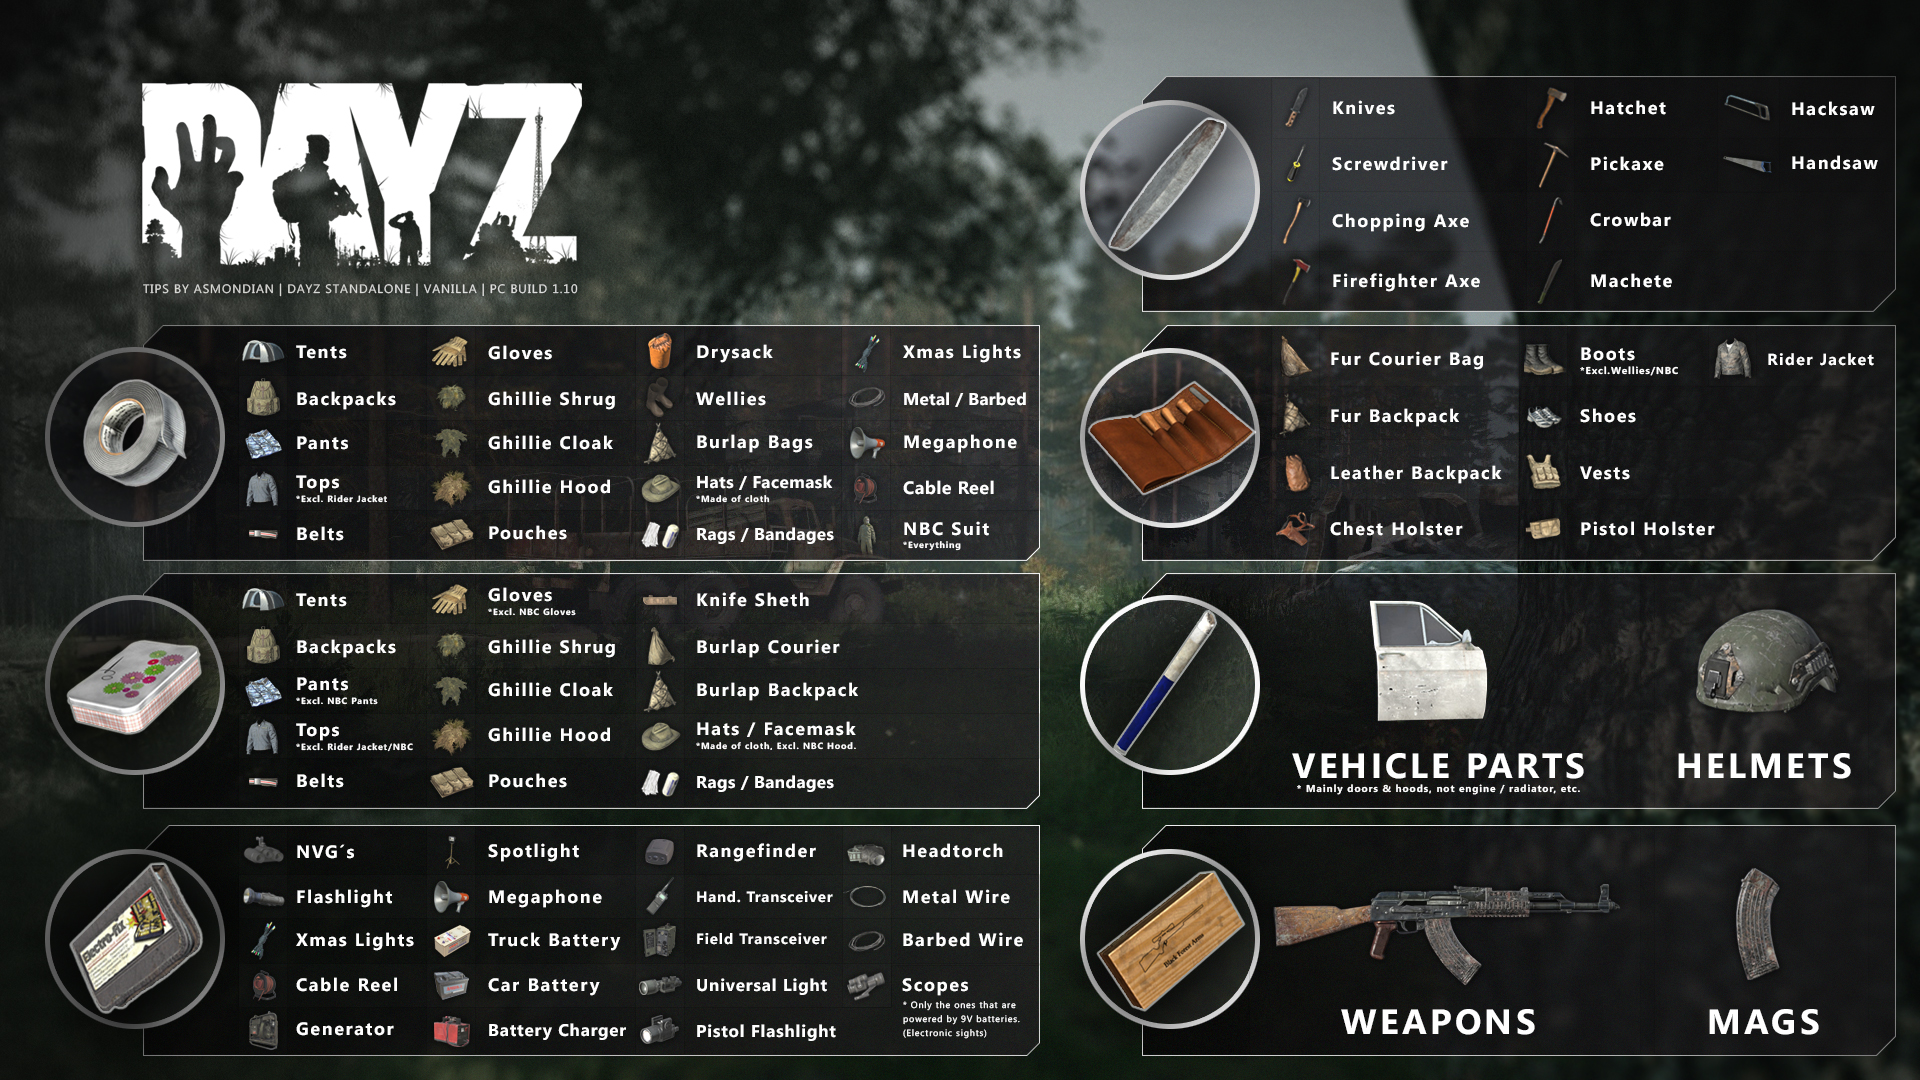 DAYZ
TIPS BY ASMONDIAN | DAYZ STANDALONE | VANILLA | PC BUILD 1.10
Knives
Hatchet
Hacksaw
Screwdriver
Pickaxe
Handsaw
Chopping Axe
Crowbar
Firefighter Axe
Machete
Tents
Gloves
Drysack
Xmas Lights
Backpacks
Ghillie Shrug
Wellies
Metal / Barbed
Pants
Ghillie Cloak
Burlap Bags
Megaphone
Tops
*Excl. Rider Jacket
Ghillie Hood
Hats / Facemask
*Made of cloth
Cable Reel
Belts
Pouches
Rags / Bandages
NBC Suit
*Everything
Fur Courier Bag
Boots
*Excl.Wellies/NBC
Rider Jacket
Fur Backpack
Shoes
Leather Backpack
Vests
Chest Holster
Pistol Holster
Tents
Gloves
*Excl. NBC Gloves
Knife Sheth
Backpacks
Ghillie Shrug
Burlap Courier
Pants
*Excl. NBC Pants
Ghillie Cloak
Burlap Backpack
Tops
*Excl. Rider Jacket/NBC
Ghillie Hood
Hats / Facemask
*Made of cloth, Excl. NBC Hood.
Belts
Pouches
Rags / Bandages
VEHICLE PARTS
* Mainly doors & hoods, not engine / radiator, etc.
HELMETS
Electro-fix
NVG´s
Spotlight
Rangefinder
Headtorch
Flashlight
Megaphone
Hand. Transceiver
Metal Wire
Xmas Lights
Truck Battery
Field Transceiver
Barbed Wire
Cable Reel
Car Battery
Universal Light
Scopes
* Only the ones that are
powered by 9V batteries.
(Electronic sights)
Generator
Battery Charger
Pistol Flashlight
Black Forest Arms
WEAPONS
MAGS